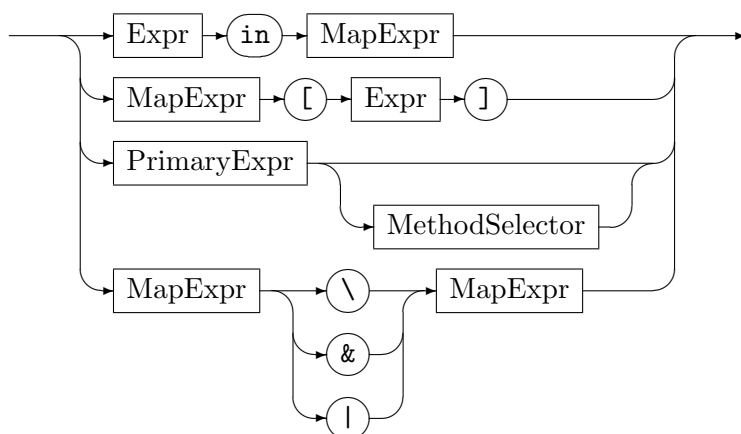 Expr in MapExpr
MapExpr [ Expr ]
PrimaryExpr
MethodSelector
MapExpr \ MapExpr
&
|